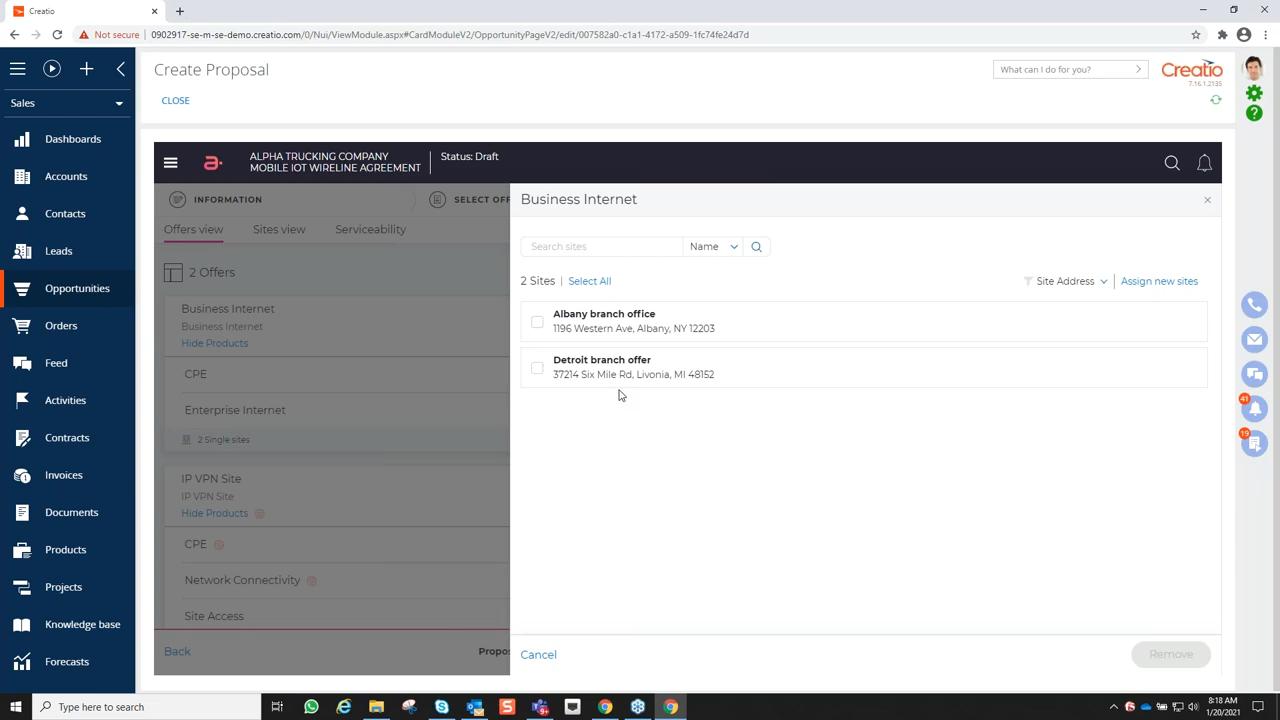 Creatio
Not secure
0902917-se-m-se-demo.creatio.com/0/Nui/ViewModule.aspx#CardModuleV2/OpportunityPageV2/edit/007582a0-c1a1-4172-a509-1fc74fe24d7d
Sales
Dashboards
Accounts
Contacts
Leads
Opportunities
Orders
Feed
Activities
Contracts
Invoices
Documents
Products
Projects
Knowledge base
Forecasts
Create Proposal
What can I do for you?
Creatio
7.16.1.2135
CLOSE
a
ALPHA TRUCKING COMPANY
MOBILE IOT WIRELINE AGREEMENT
Status: Draft
INFORMATION
SELECT OFF
Offers view
Sites view
Serviceability
2 Offers
Business Internet
Business Internet
Hide Products
CPE
Enterprise Internet
2 Single sites
IP VPN Site
IP VPN Site
Hide Products
CPE
Network Connectivity
Site Access
Back
Propos
Business Internet
Search sites
Name
2 Sites
Select All
Site Address
Assign new sites
Albany branch office
1196 Western Ave, Albany, NY 12203
Detroit branch offer
37214 Six Mile Rd, Livonia, MI 48152
Cancel
Remove
41
19
Type here to search
8:18 AM
1/20/2021